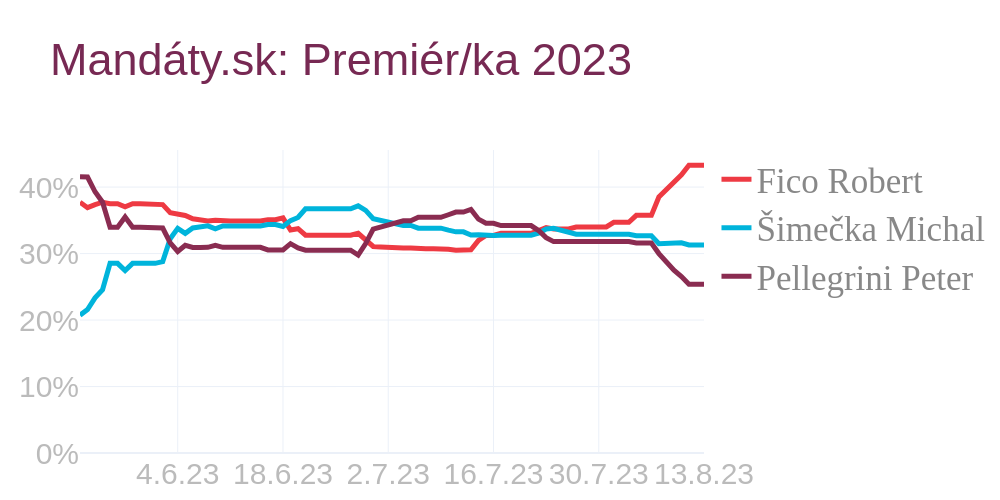 Mandáty.sk: Premiér/ka 2023
40%
30%
20%
10%
0%
4.6.23 18.6.23 2.7.23 16.7.23 30.7.23 13.8.23
Fico Robert
Šimečka Michal
Pellegrini Peter